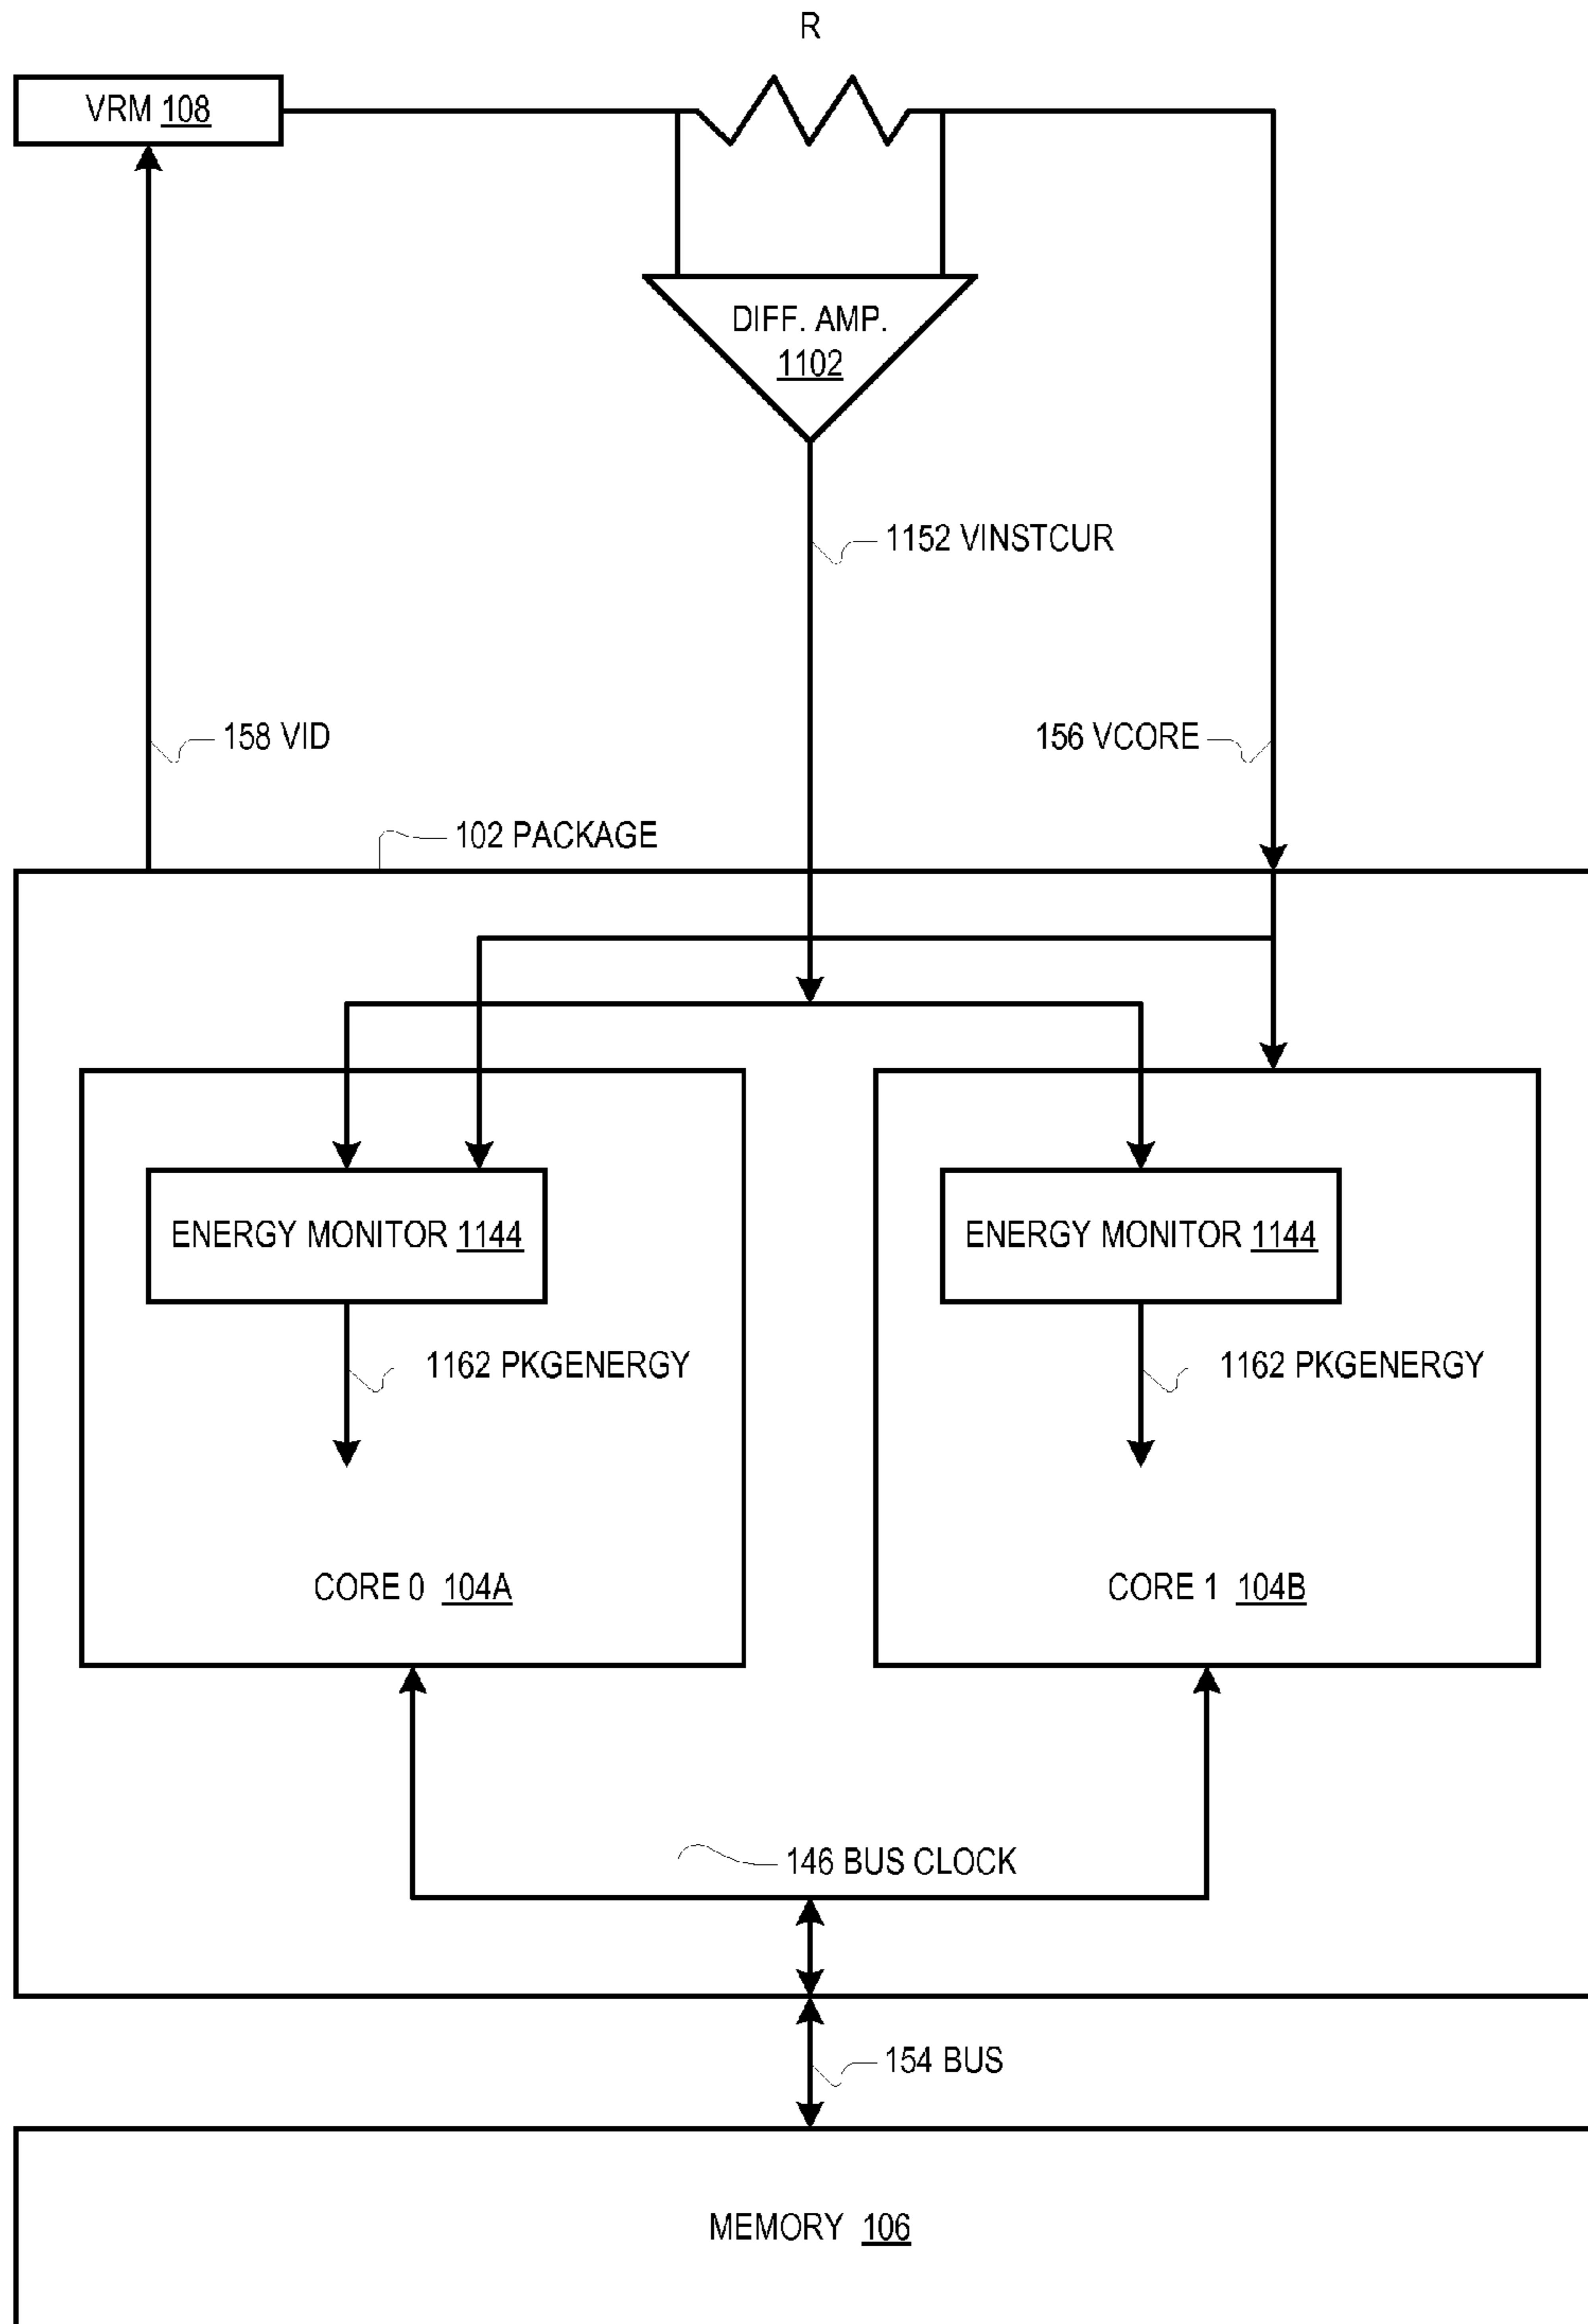 R
VRM 108
DIFF. AMP.
1102
1152 VINSTCUR
158 VID
156 VCORE
102 PACKAGE
ENERGY MONITOR 1144
ENERGY MONITOR 1144
1162 PKGENERGY
1162 PKGENERGY
CORE 0 104A
CORE 1 104B
146 BUS CLOCK
154 BUS
MEMORY 106